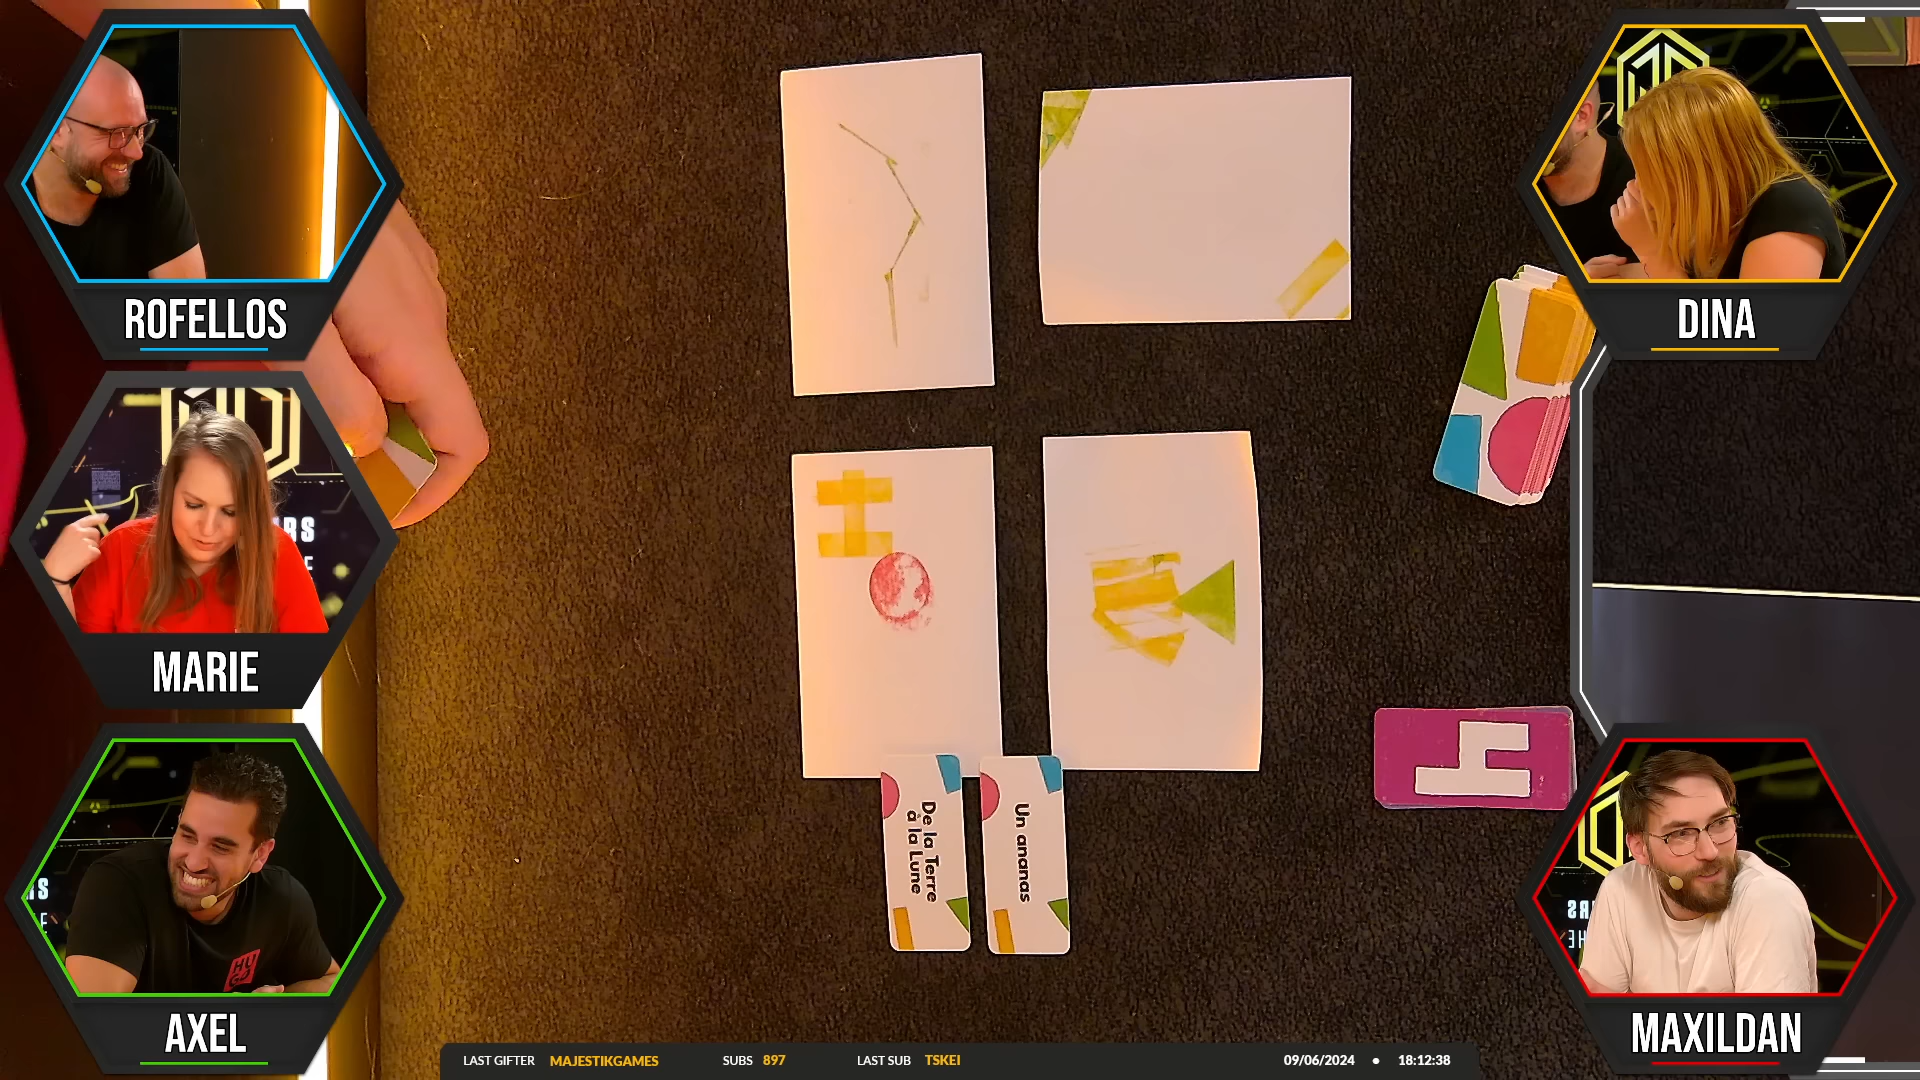 ROFELLOS
DINA
MARIE
AXEL
MAXILDAN
De la Terre
à la Lune
Un ananas
4
LAST GIFTER MAJESTIKGAMES SUBS 897 LAST SUB TSKEI 09/06/2024 • 18:12:38